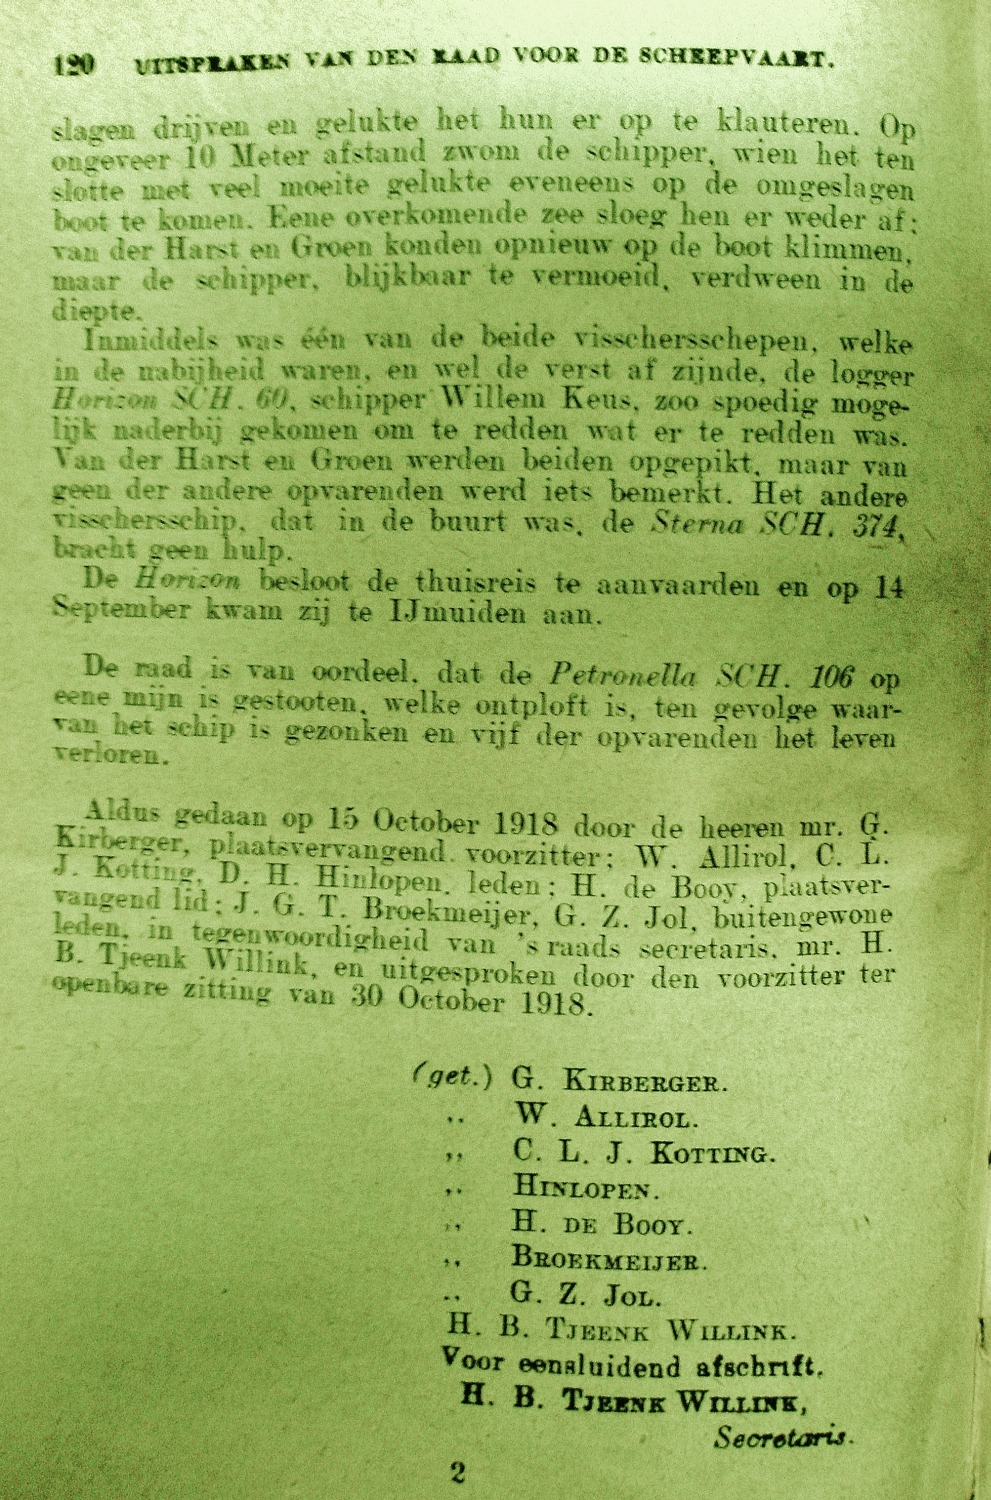 120 UITSPRAKEN VAN DEN RAAD VOOR DE SCHEEPVAART.
slagen drijven en gelukte het hun er op te klauteren. Op
ongeveer 10 Meter afstand zwom de schipper, wien het ten
slotte met veel moeite gelukte eveneens op de omgeslagen
boot te komen. Eene overkomende zee sloeg hen er weder af;
van der Harst en Groen konden opnieuw op de boot klimmen,
maar de schipper, blijkbaar te vermoeid, verdween in de
diepte.
Inmiddels was één van de beide visschersschepen, welke
in de nabijheid waren, en wel de verst af zijnde, de logger
Horizon SCH. 60, schipper Willem Keus, zoo spoedig moge-
lijk naderbij gekomen om te redden wat er te redden was.
Van der Harst en Groen werden beiden opgepikt, maar van
geen der andere opvarenden werd iets bemerkt. Het andere
visschersschip, dat in de buurt was, de Sterna SCH. 374,
bracht geen hulp.
De Horizon besloot de thuisreis te aanvaarden en op 14
September kwam zij te IJmuiden aan.
De raad is van oordeel, dat de Petronella SCH. 106 op
eene mijn is gestooten, welke ontploft is, ten gevolge waar-
van het schip is gezonken en vijf der opvarenden het leven
verloren.
Aldus gedaan op 15 October 1918 door de heeren mr. G.
Kirberger, plaatsvervangend voorzitter; W. Allirol, C. L.
J. Kotting, D. H. Hinlopen, leden; H. de Booy, plaatsver-
vangend lid; J. G. T. Broekmeijer, G. Z. Jol, buitengewone
leden, in tegenwoordigheid van 's raads secretaris, mr. H.
B. Tjeenk Willink, en uitgesproken door den voorzitter ter
openbare zitting van 30 October 1918.
(get.) G. KIRBERGER.
,, W. ALLIROL.
,, C. L. J. KOTTING.
,, HINLOPEN.
,, H. DE BOOY.
,, BROEKMEIJER.
,, G. Z. JOL.
H. B. TJEENK WILLINK.
Voor eensluidend afschrift,
H. B. TJEENK WILLINK,
Secretaris.
2